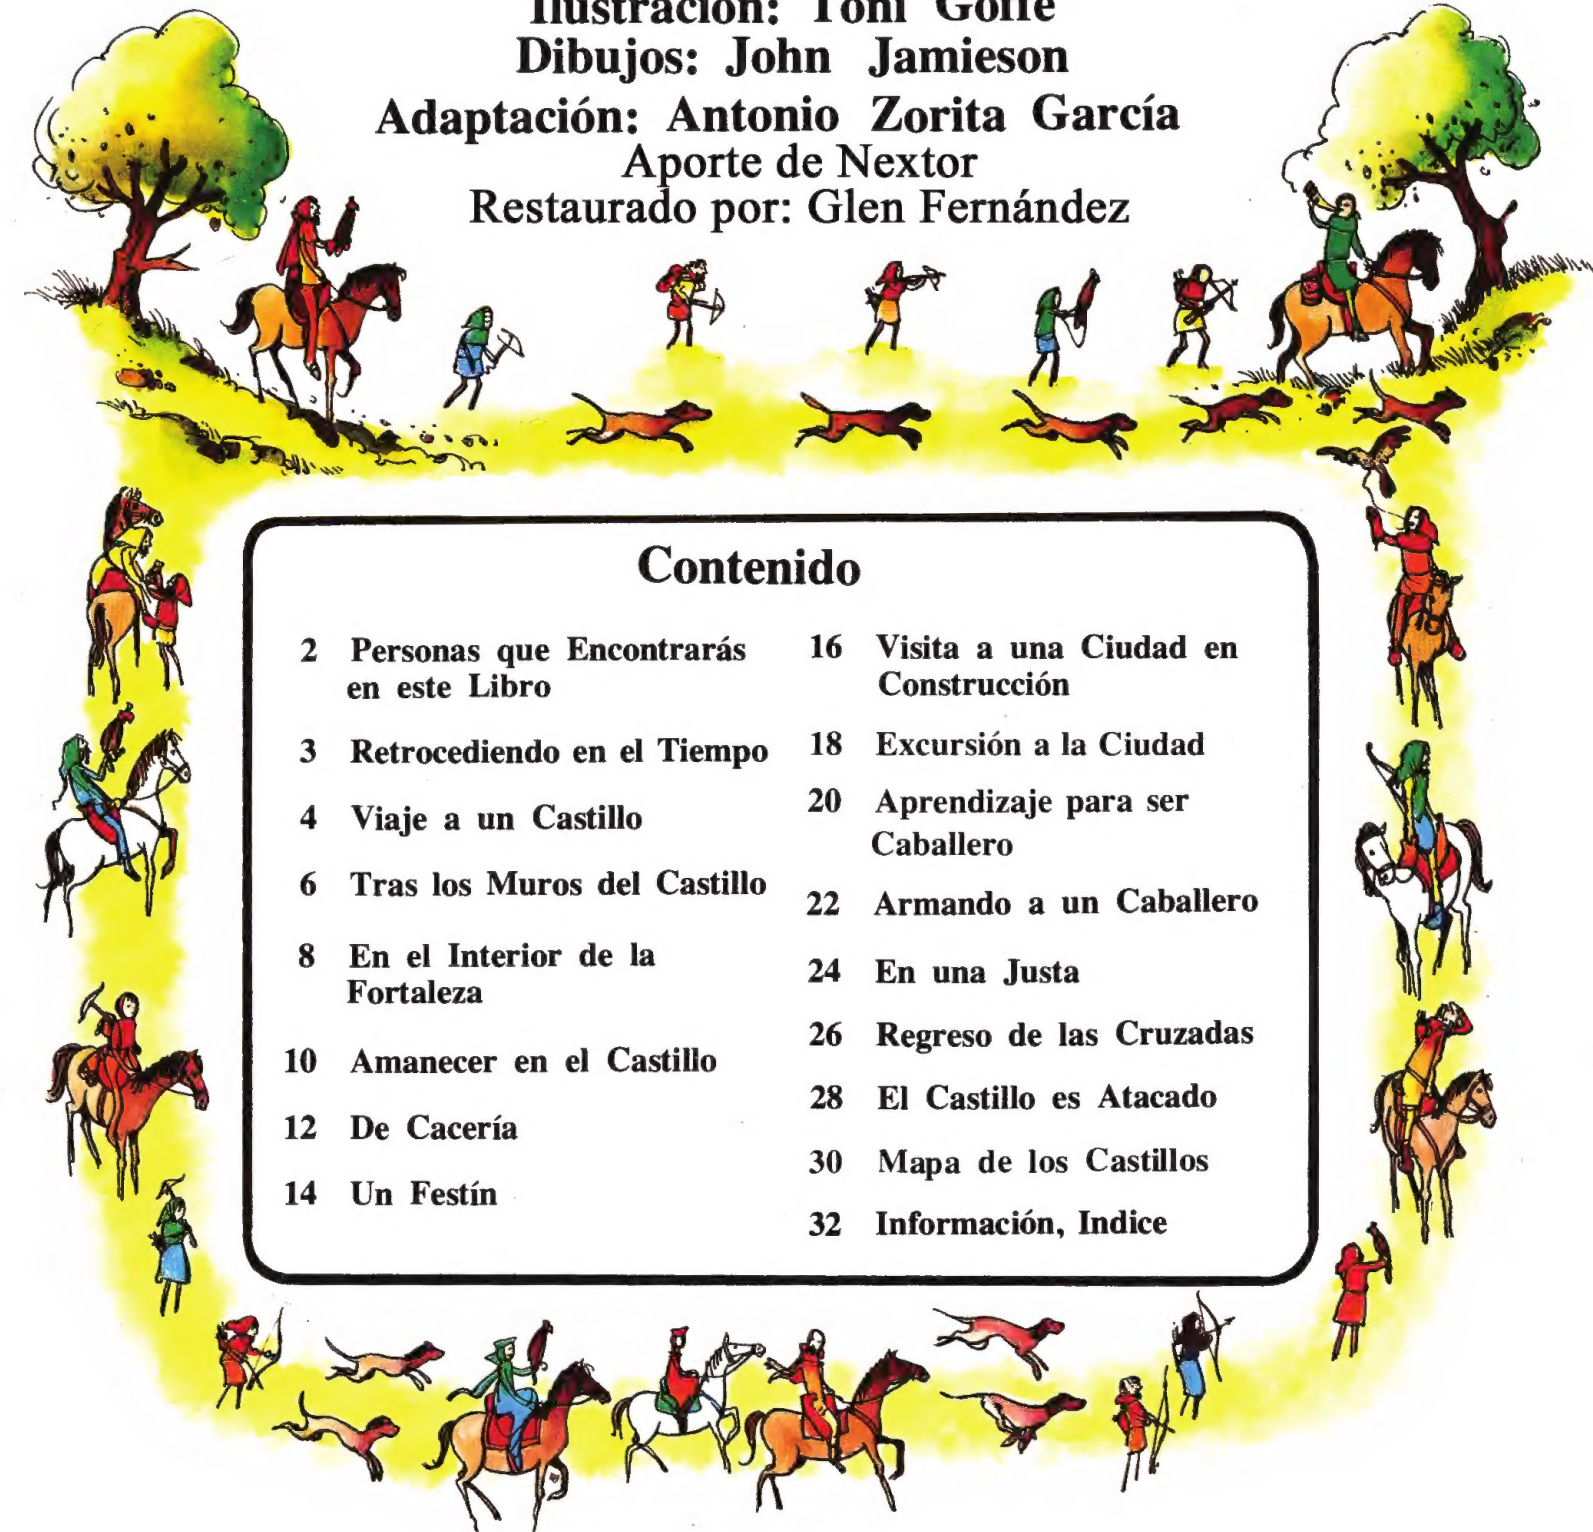 Ilustración: Toni Goffe
Dibujos: John Jamieson
Adaptación: Antonio Zorita García
Aporte de Nextor
Restaurado por: Glen Fernández
Contenido
2 Personas que Encontrarás
en este Libro
3 Retrocediendo en el Tiempo
4 Viaje a un Castillo
6 Tras los Muros del Castillo
8 En el Interior de la
Fortaleza
10 Amanecer en el Castillo
12 De Cacería
14 Un Festín
16 Visita a una Ciudad en
Construcción
18 Excursión a la Ciudad
20 Aprendizaje para ser
Caballero
22 Armando a un Caballero
24 En una Justa
26 Regreso de las Cruzadas
28 El Castillo es Atacado
30 Mapa de los Castillos
32 Información, Indice